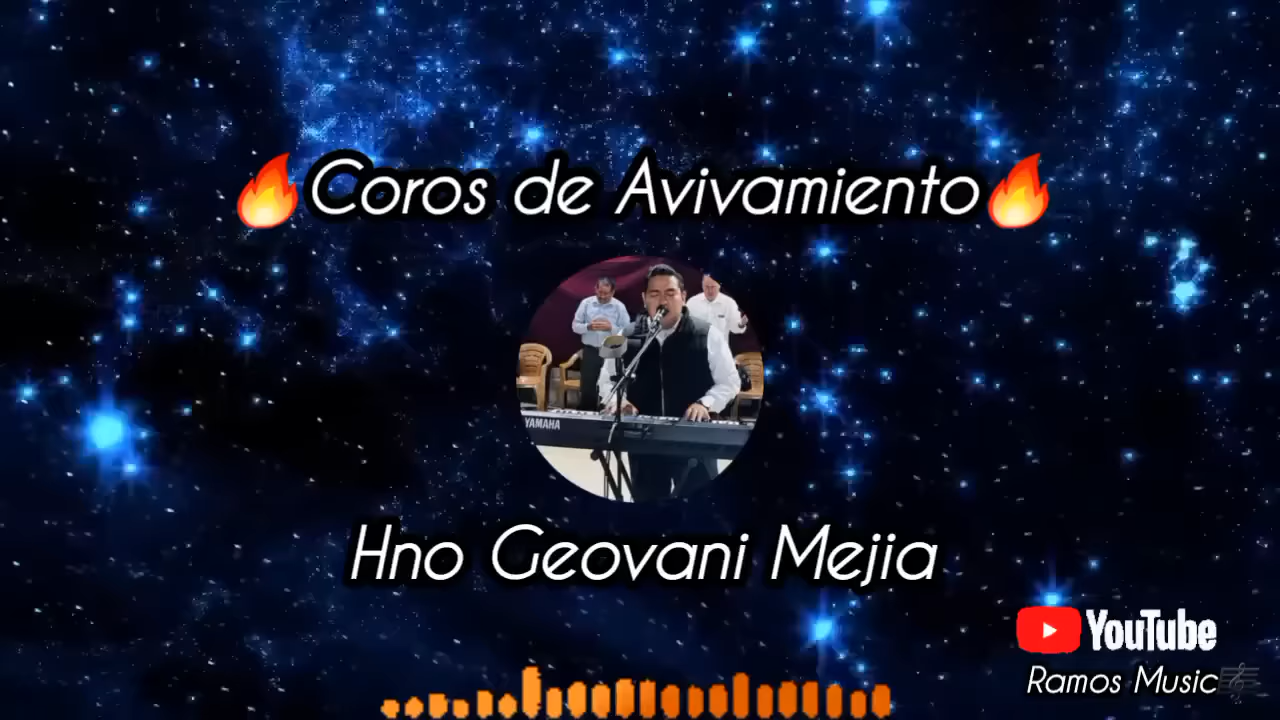 🔥Coros de Avivamiento🔥
YAMAHA
Hno Geovani Mejia
YouTube
Ramos Music